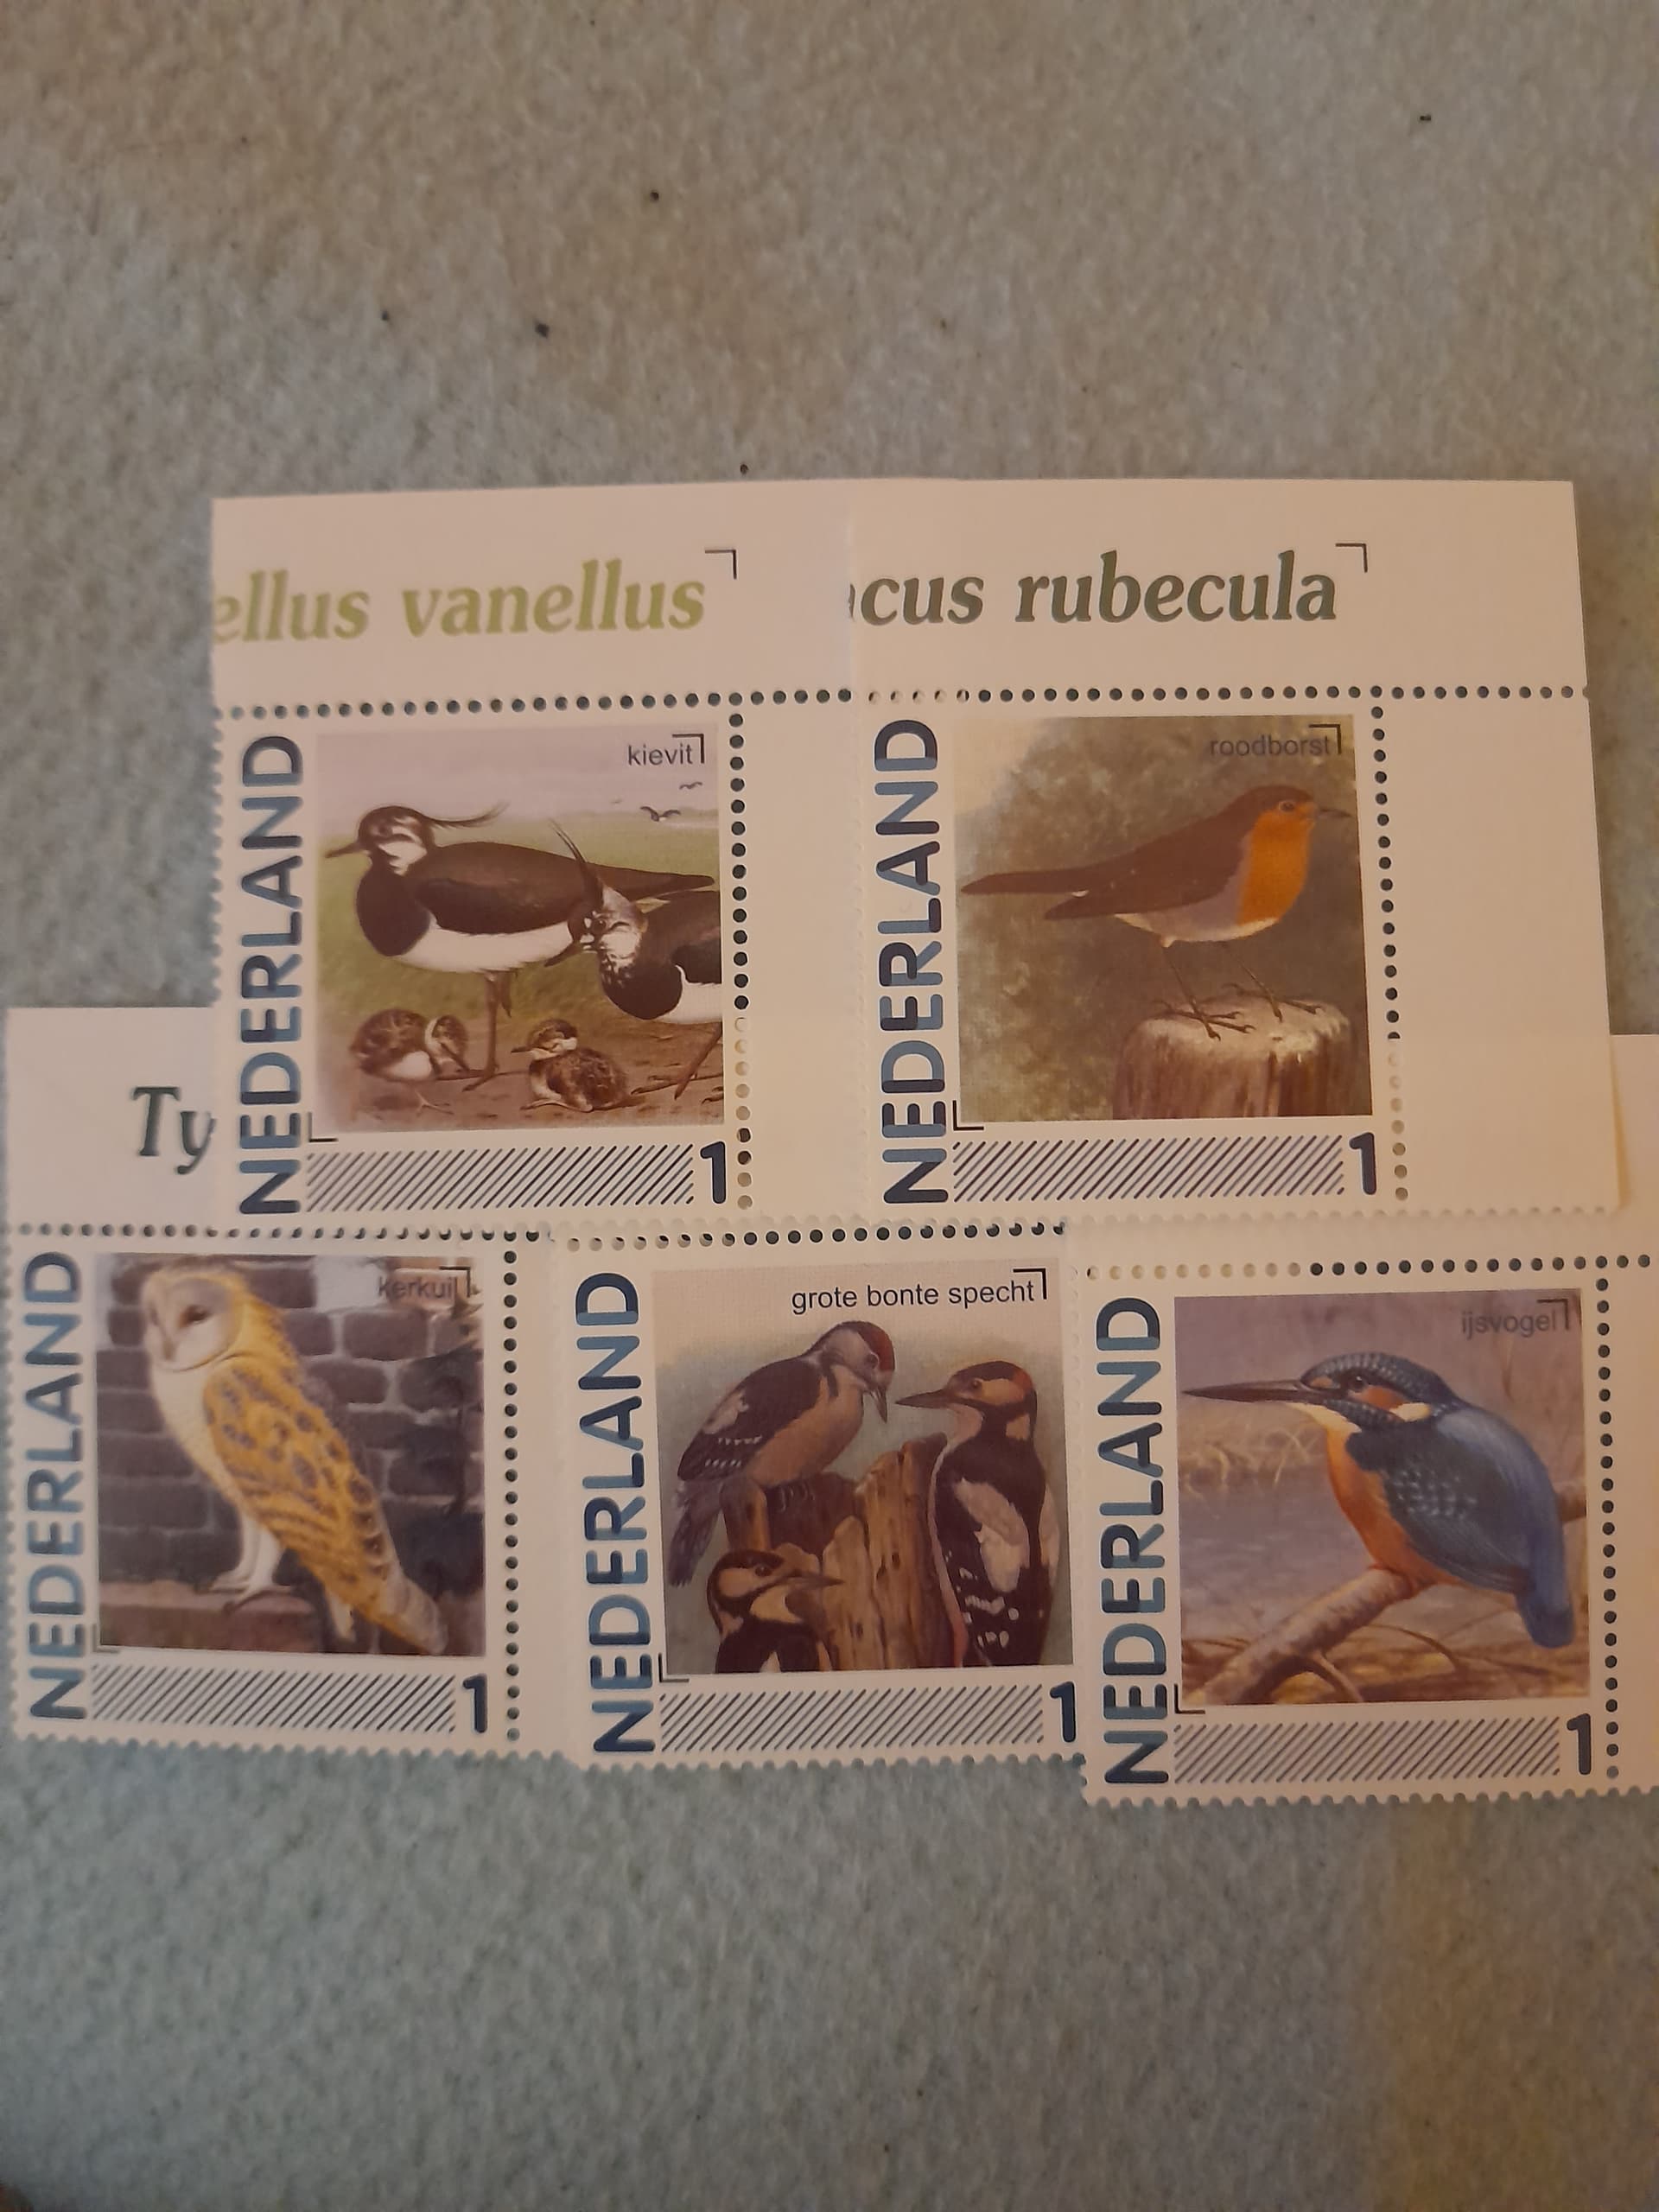 ellus vanellus
cus rubecula
NEDERLAND
kievit
1
NEDERLAND
roodborst
1
Ty
NEDERLAND
kerkuil
1
NEDERLAND
grote bonte specht
1
NEDERLAND
ijsvogel
1